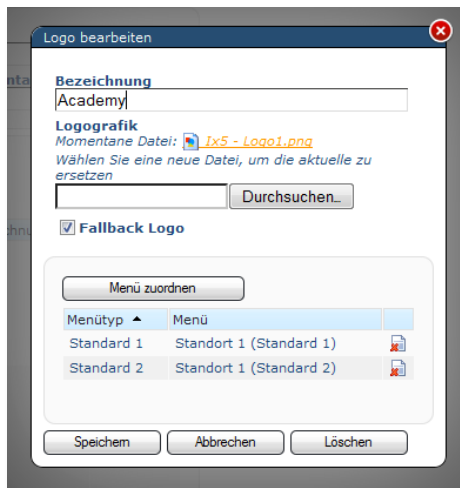 Logo bearbeiten
nta
Bezeichnung
Academy
Logografik
Momentane Datei: 1x5 - Logo1.png
Wählen Sie eine neue Datei, um die aktuelle zu
ersetzen
Durchsuchen...
Fallback Logo
chnu
Menü zuordnen
Menütyp Menü
Standard 1 Standort 1 (Standard 1)
Standard 2 Standort 1 (Standard 2)
Speichern Abbrechen Löschen